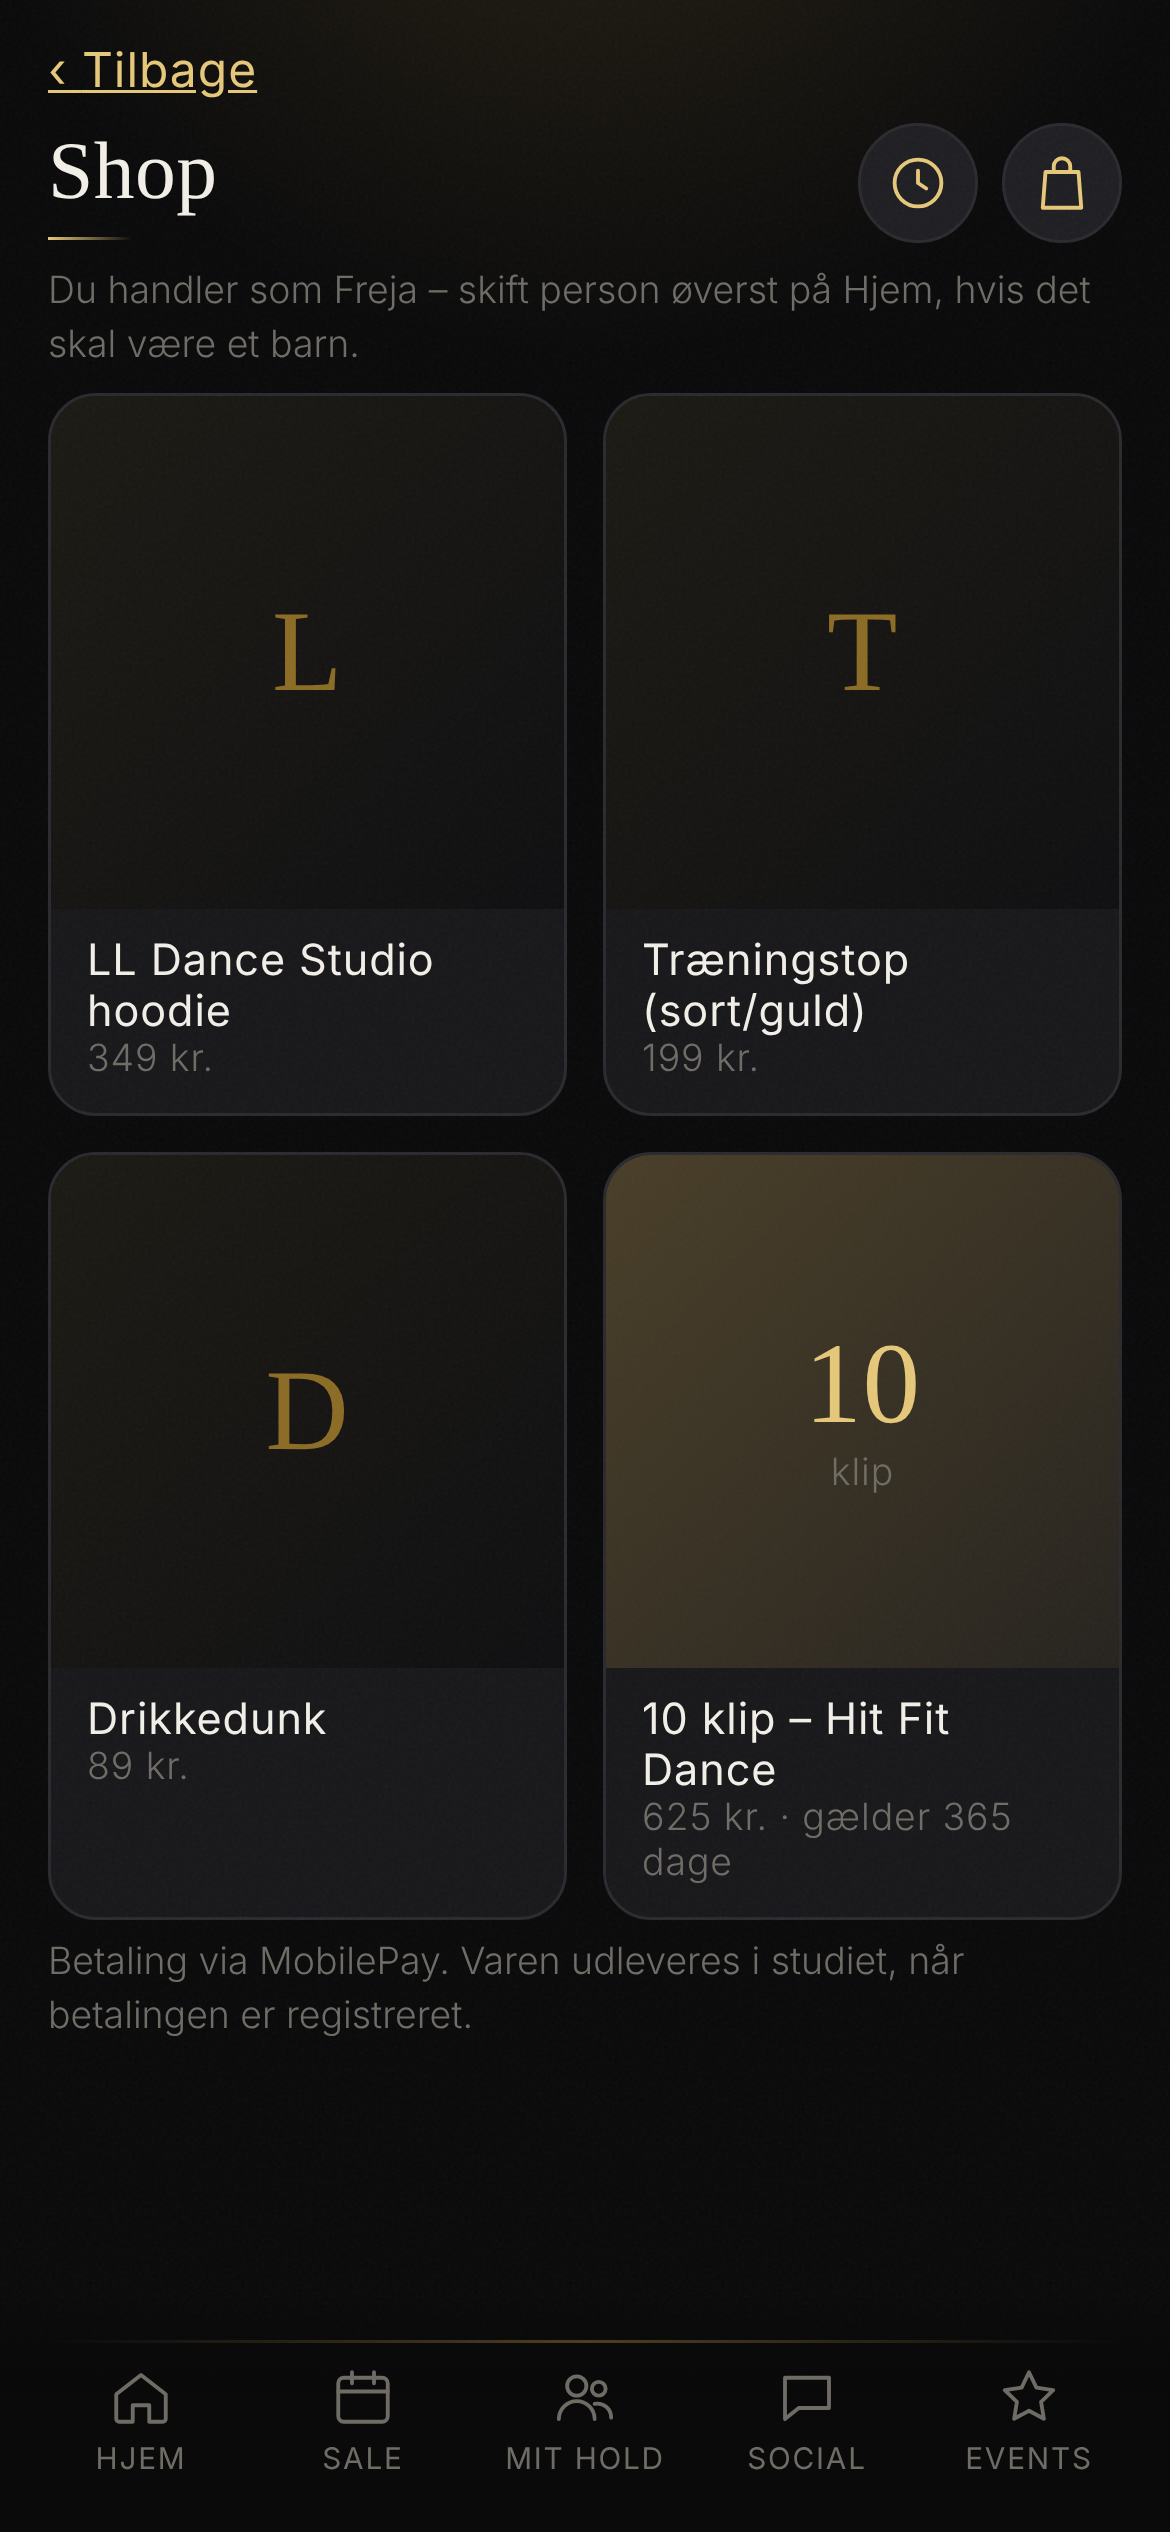 ‹ Tilbage
Shop
Du handler som Freja – skift person øverst på Hjem, hvis det
skal være et barn.
L
T
LL Dance Studio
hoodie
349 kr.
Træningstop
(sort/guld)
199 kr.
D
10
klip
Drikkedunk
89 kr.
10 klip – Hit Fit
Dance
625 kr. · gælder 365
dage
Betaling via MobilePay. Varen udleveres i studiet, når
betalingen er registreret.
HJEM
SALE
MIT HOLD
SOCIAL
EVENTS